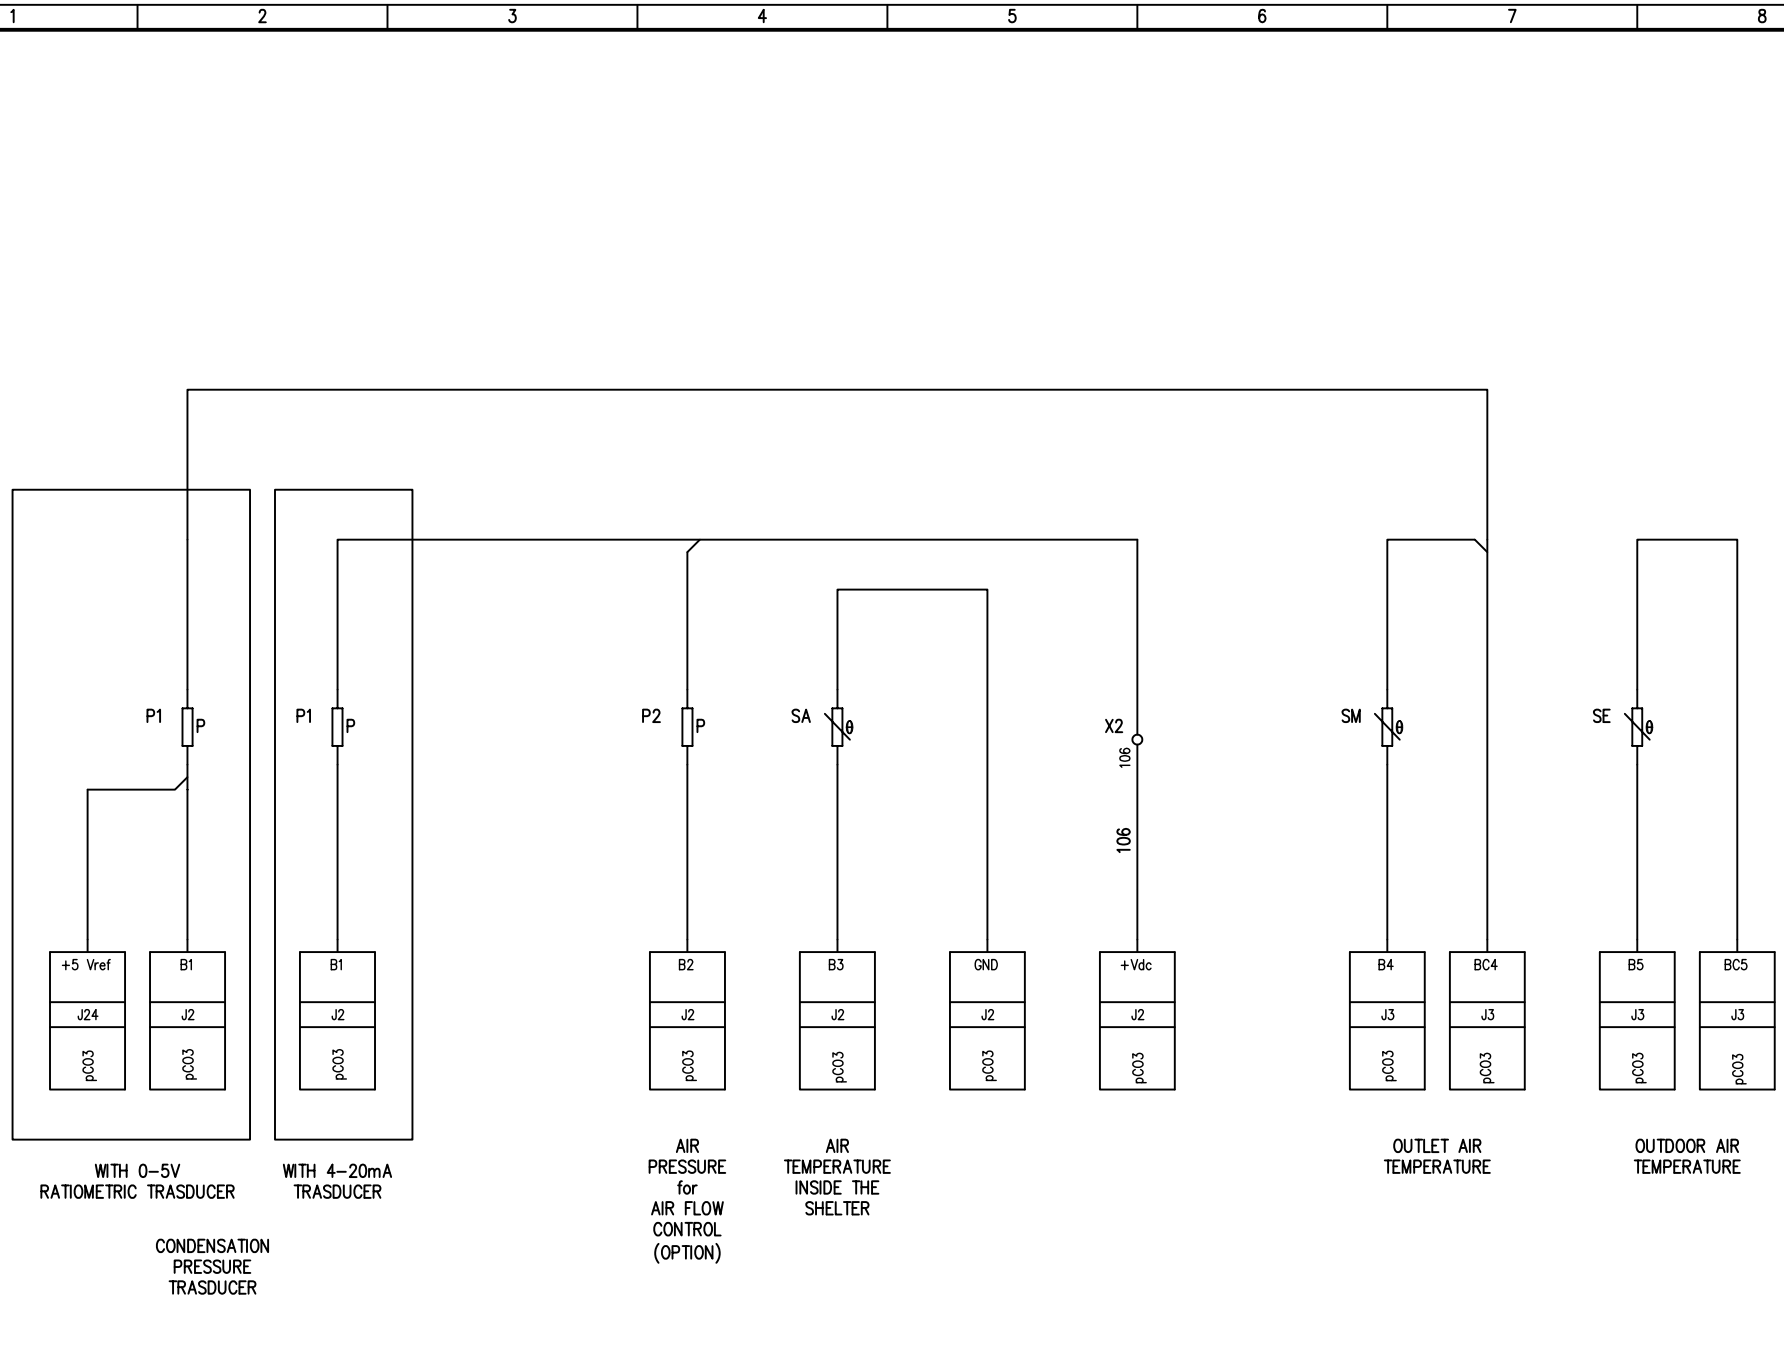 1 2 3 4 5 6 7 8
P1 P P1 P P2 P SA θ X2 SM θ SE θ
106
106
+5 Vref B1 B1 B2 B3 GND +Vdc B4 BC4 B5 BC5
J24 J2 J2 J2 J2 J2 J2 J3 J3 J3 J3
pCO3 pCO3 pCO3 pCO3 pCO3 pCO3 pCO3 pCO3 pCO3 pCO3 pCO3
WITH 0-5V
RATIOMETRIC TRASDUCER
WITH 4-20mA
TRASDUCER
CONDENSATION
PRESSURE
TRASDUCER
AIR
PRESSURE
for
AIR FLOW
CONTROL
(OPTION)
AIR
TEMPERATURE
INSIDE THE
SHELTER
OUTLET AIR
TEMPERATURE
OUTDOOR AIR
TEMPERATURE